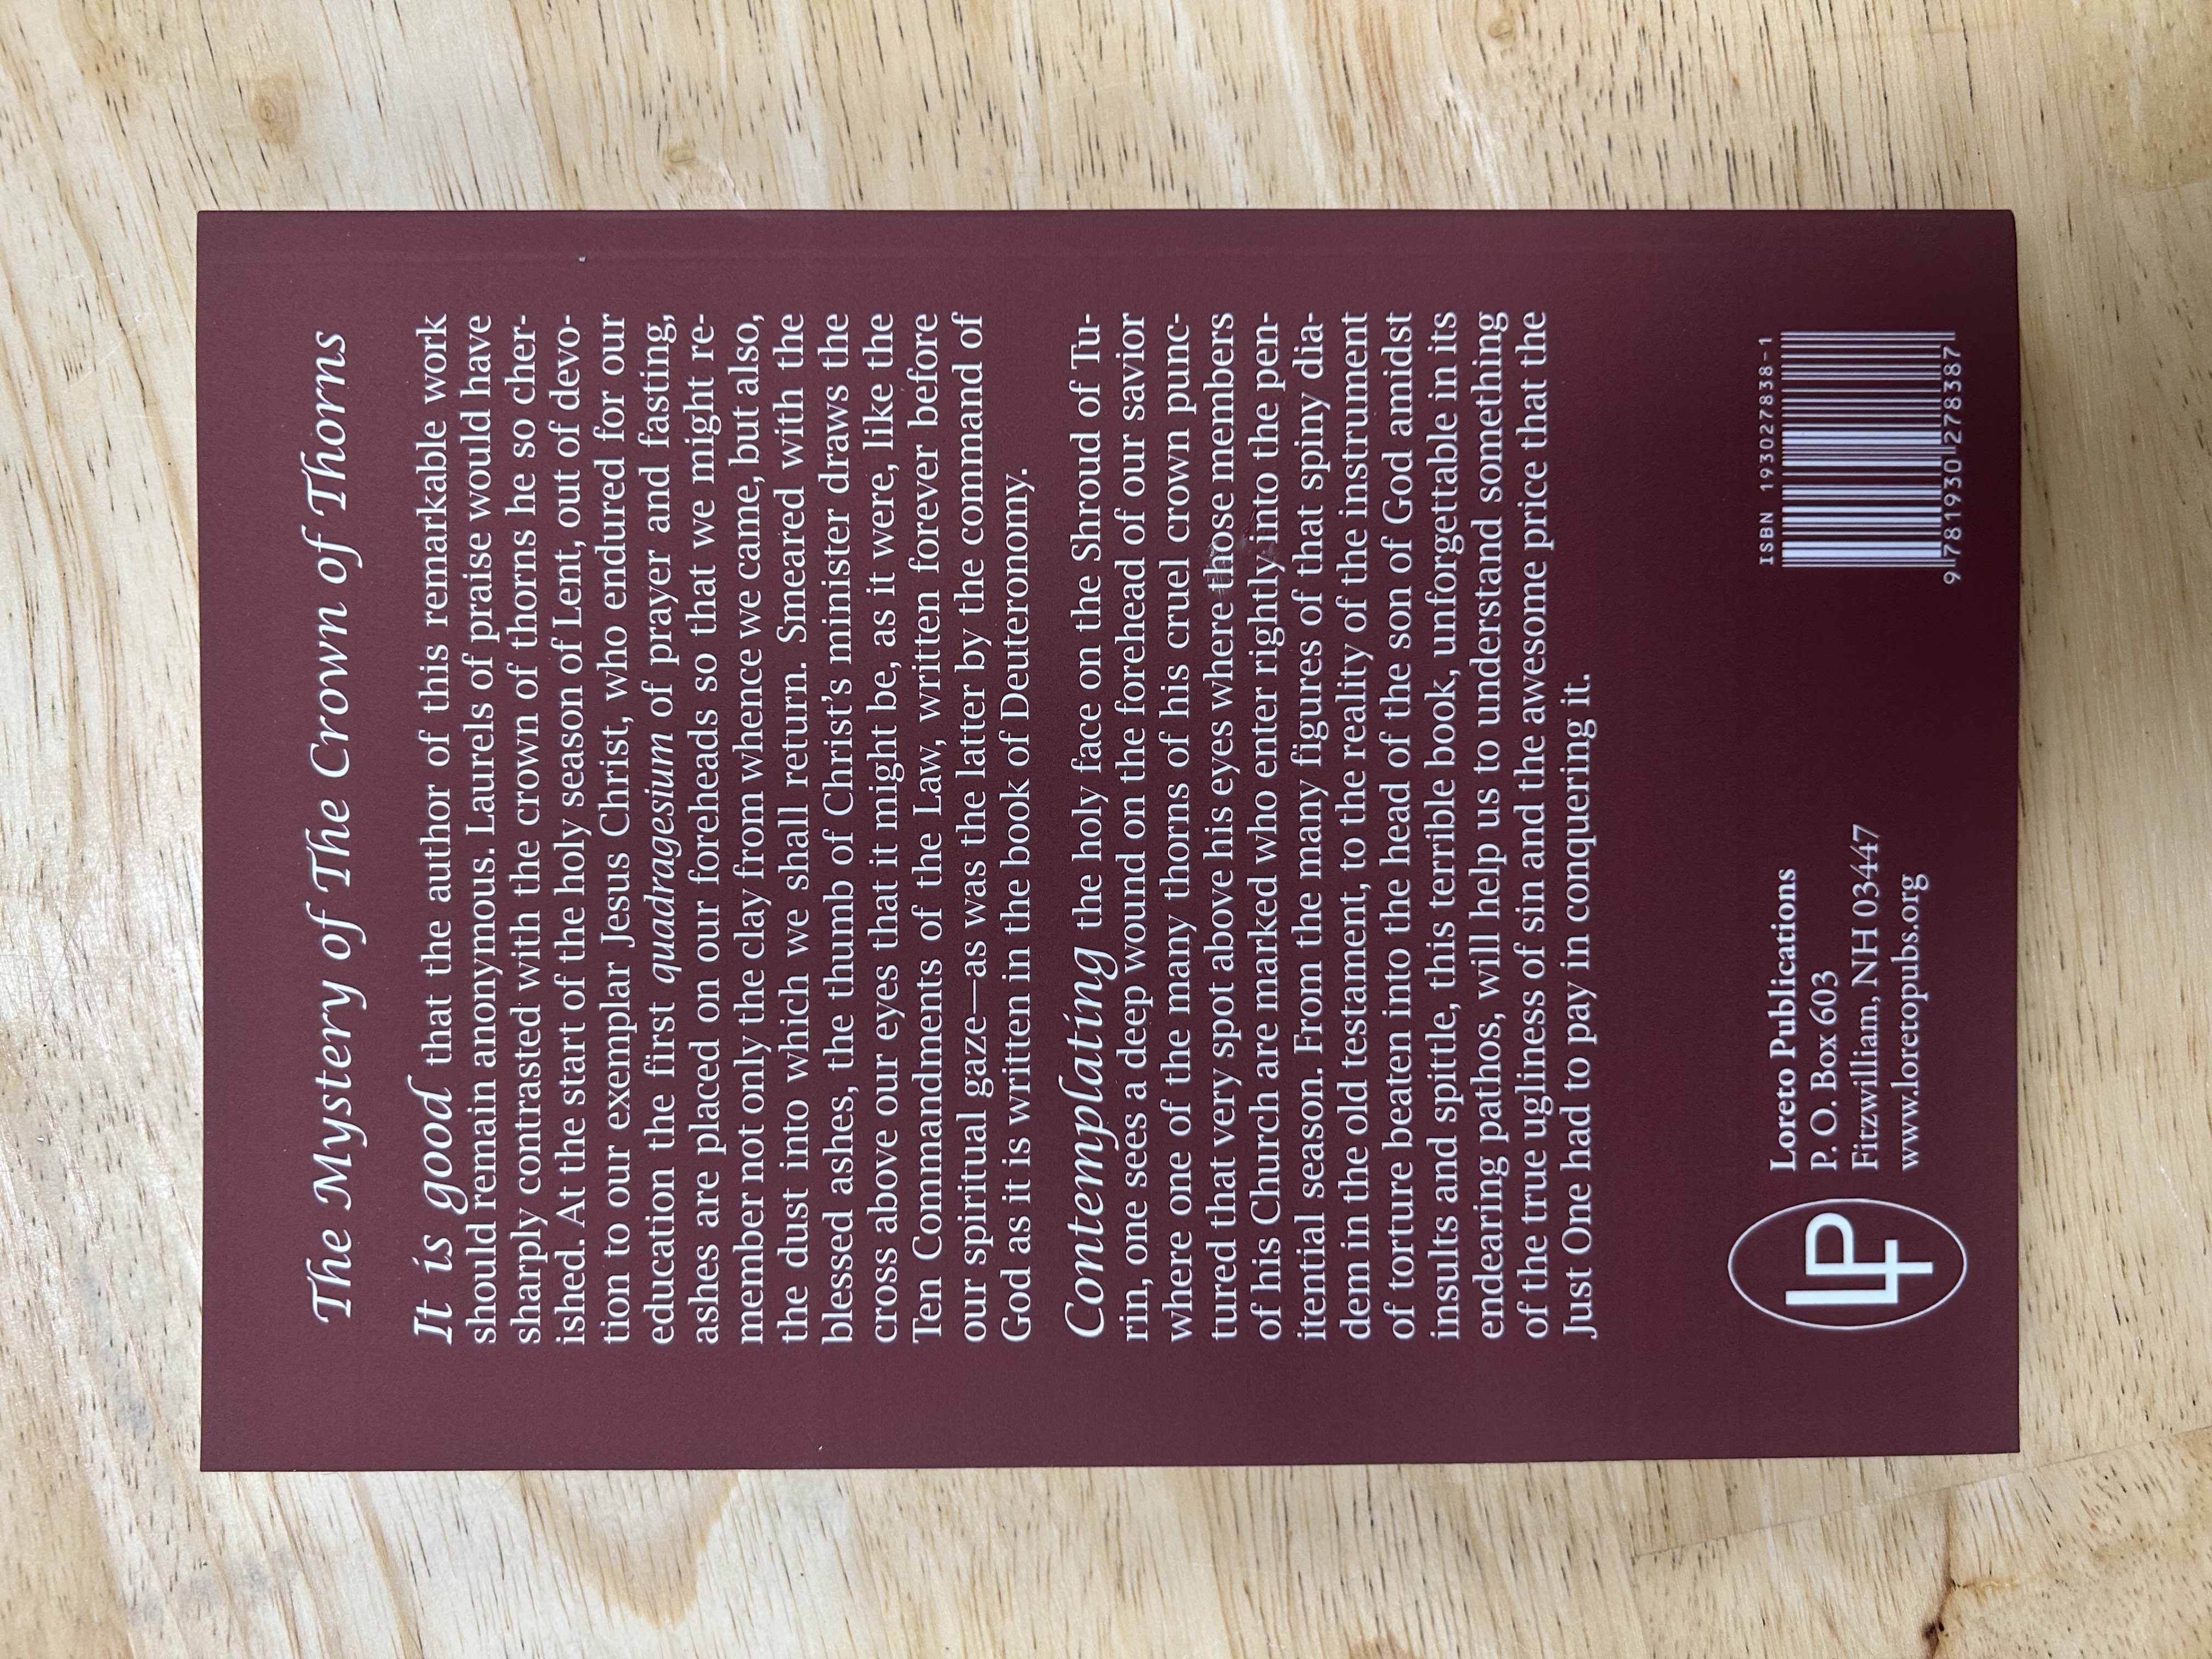 The Mystery of The Crown of Thorns
It is good that the author of this remarkable work
should remain anonymous. Laurels of praise would have
sharply contrasted with the crown of thorns he so cher-
ished. At the start of the holy season of Lent, out of devo-
tion to our exemplar Jesus Christ, who endured for our
education the first quadragesium of prayer and fasting,
ashes are placed on our foreheads so that we might re-
member not only the clay from whence we came, but also,
the dust into which we shall return. Smeared with the
blessed ashes, the thumb of Christ's minister draws the
cross above our eyes that it might be, as it were, like the
Ten Commandments of the Law, written forever before
our spiritual gaze—as was the latter by the command of
God as it is written in the book of Deuteronomy.
Contemplating the holy face on the Shroud of Tu-
rin, one sees a deep wound on the forehead of our savior
where one of the many thorns of his cruel crown punc-
tured that very spot above his eyes where those members
of his Church are marked who enter rightly into the pen-
itential season. From the many figures of that spiny dia-
dem in the old testament, to the reality of the instrument
of torture beaten into the head of the son of God amidst
insults and spittle, this terrible book, unforgettable in its
endearing pathos, will help us to understand something
of the true ugliness of sin and the awesome price that the
Just One had to pay in conquering it.
LP
Loreto Publications
P. O. Box 603
Fitzwilliam, NH 03447
www.loretopubs.org
ISBN 193027838-1
9 781930 278387